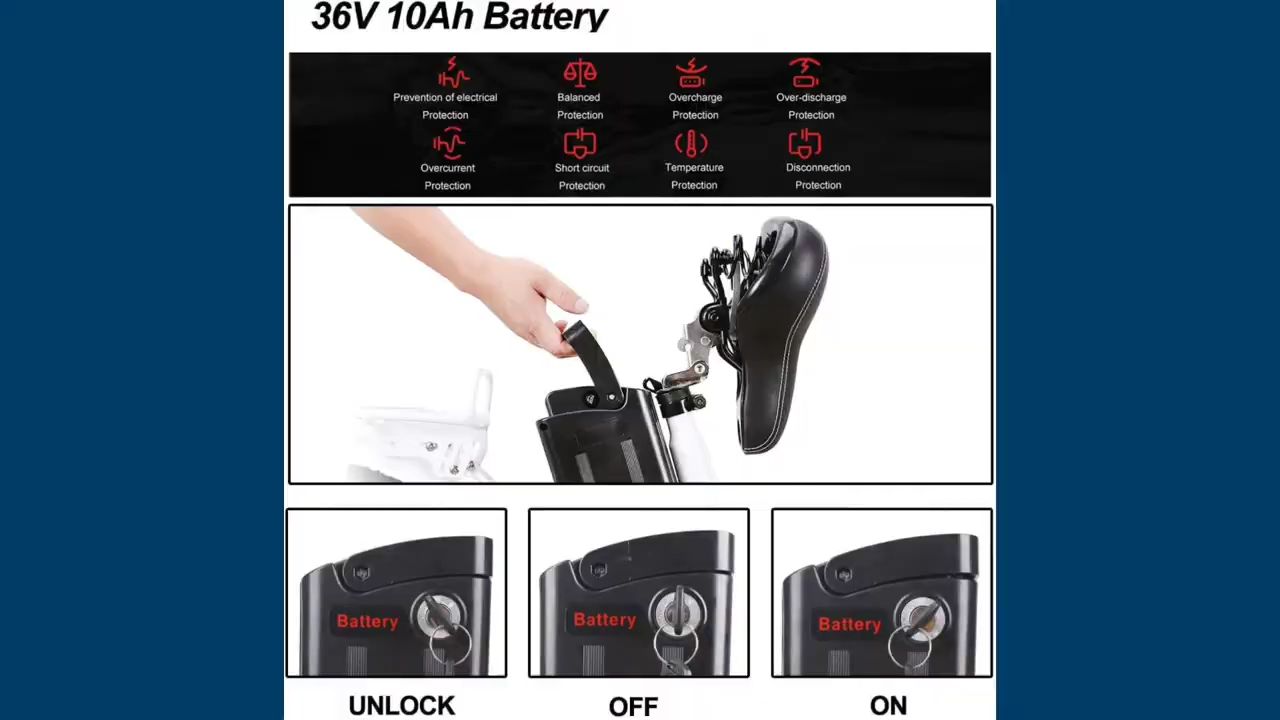 36V 10Ah Battery
Prevention of electrical Protection
Balanced Protection
Overcharge Protection
Over-discharge Protection
Overcurrent Protection
Short circuit Protection
Temperature Protection
Disconnection Protection
Battery
Battery
Battery
UNLOCK
OFF
ON